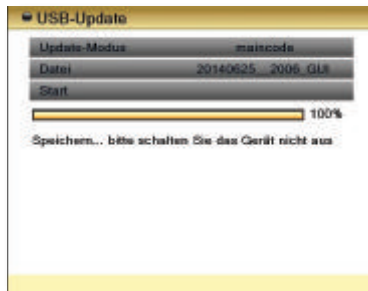 USB-Update
Update-Modus maincode
Datei 20140625__2006_GUI
Start
100%
Speichern... bitte schalten Sie das Gerät nicht aus